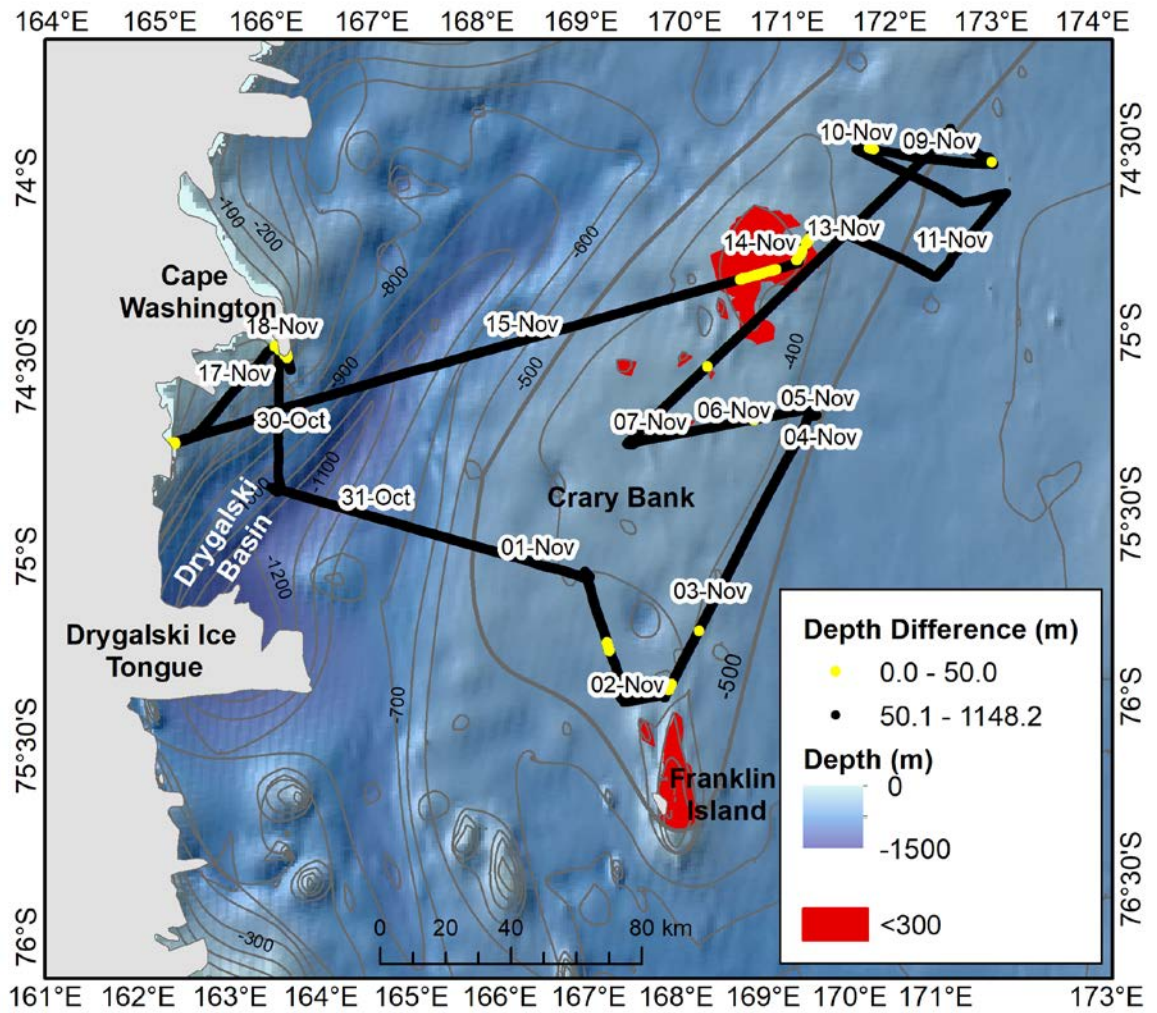 164°E 165°E 166°E 167°E 168°E 169°E 170°E 171°E 172°E 173°E 174°E
74°S
74°30'S
75°S
75°30'S
76°S
74°30'S
75°S
75°30'S
76°S
76°30'S
10-Nov 09-Nov
-100
-200
-600
13-Nov
14-Nov
11-Nov
-800
Cape
Washington
18-Nov
15-Nov
17-Nov
-900
-500
-400
30-Oct
07-Nov 06-Nov 05-Nov
04-Nov
-1100
31-Oct
Crary Bank
Drygalski
Basin
01-Nov
-1200
03-Nov
Drygalski Ice
Tongue
02-Nov
-500
-700
Franklin
Island
-300
0 20 40 80 km
Depth Difference (m)
0.0 - 50.0
50.1 - 1148.2
Depth (m)
0
-1500
<300
161°E 162°E 163°E 164°E 165°E 166°E 167°E 168°E 169°E 170°E 171°E 173°E